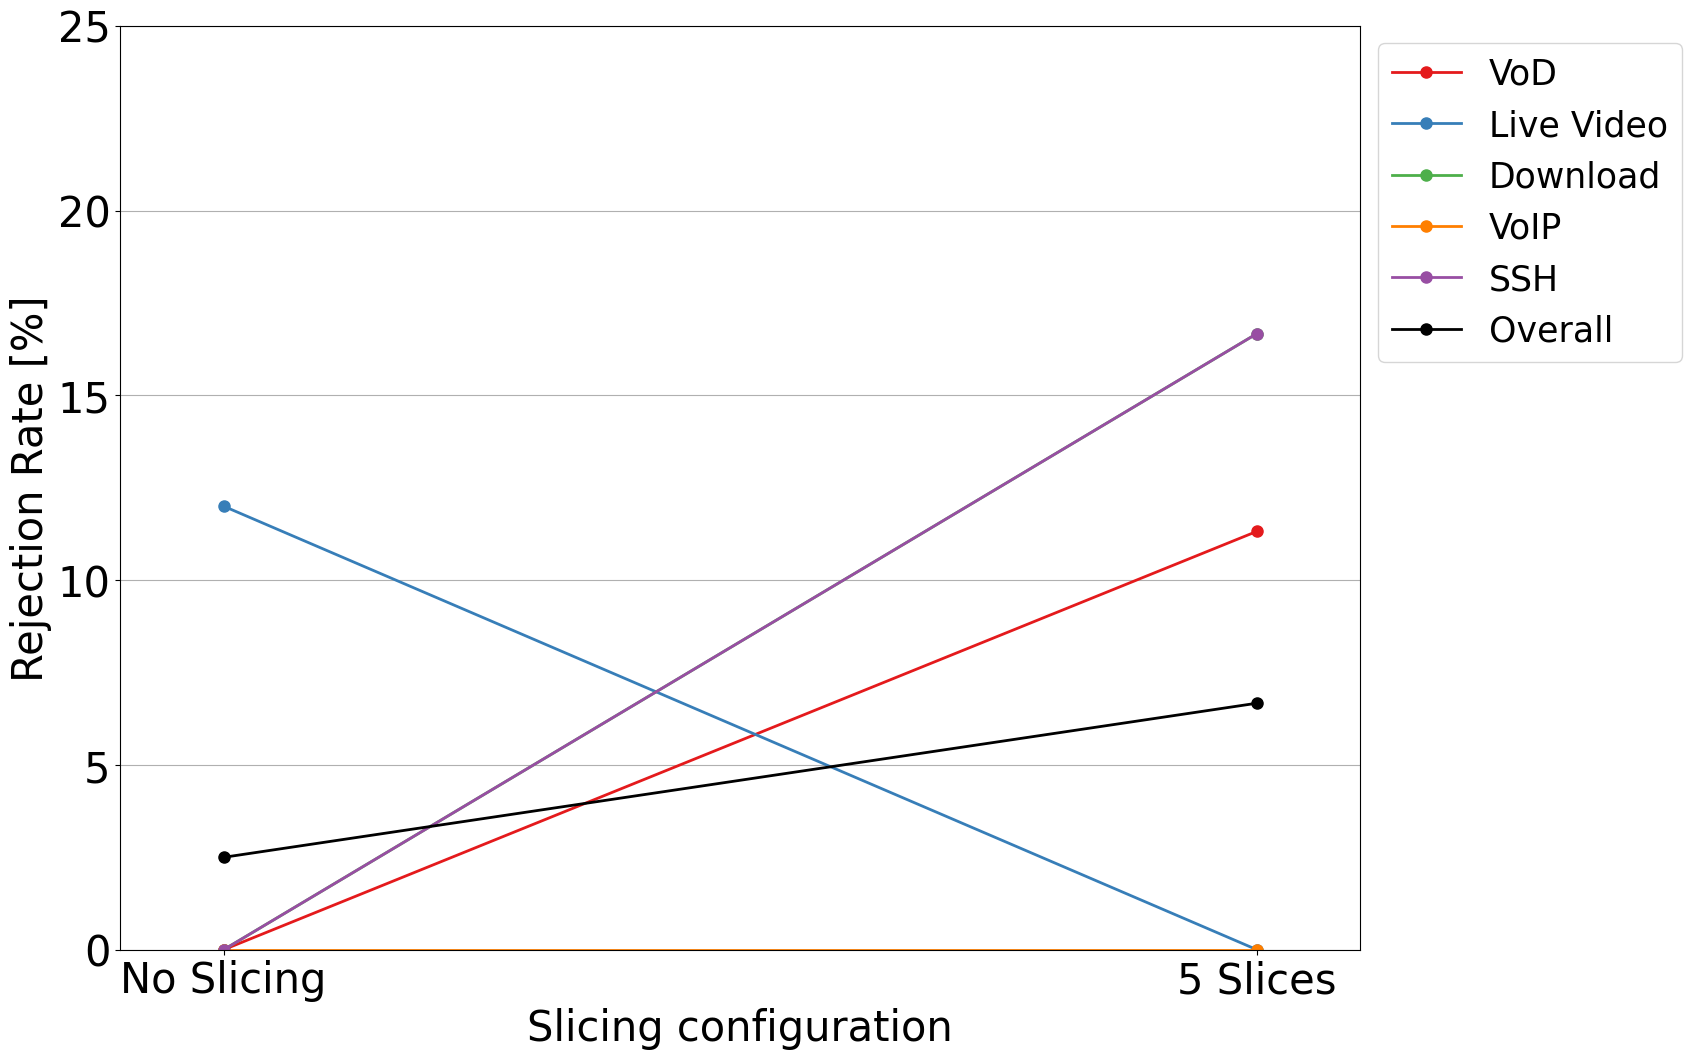 25
20
15
10
5
0
Rejection Rate [%]
No Slicing
5 Slices
Slicing configuration
VoD
Live Video
Download
VoIP
SSH
Overall